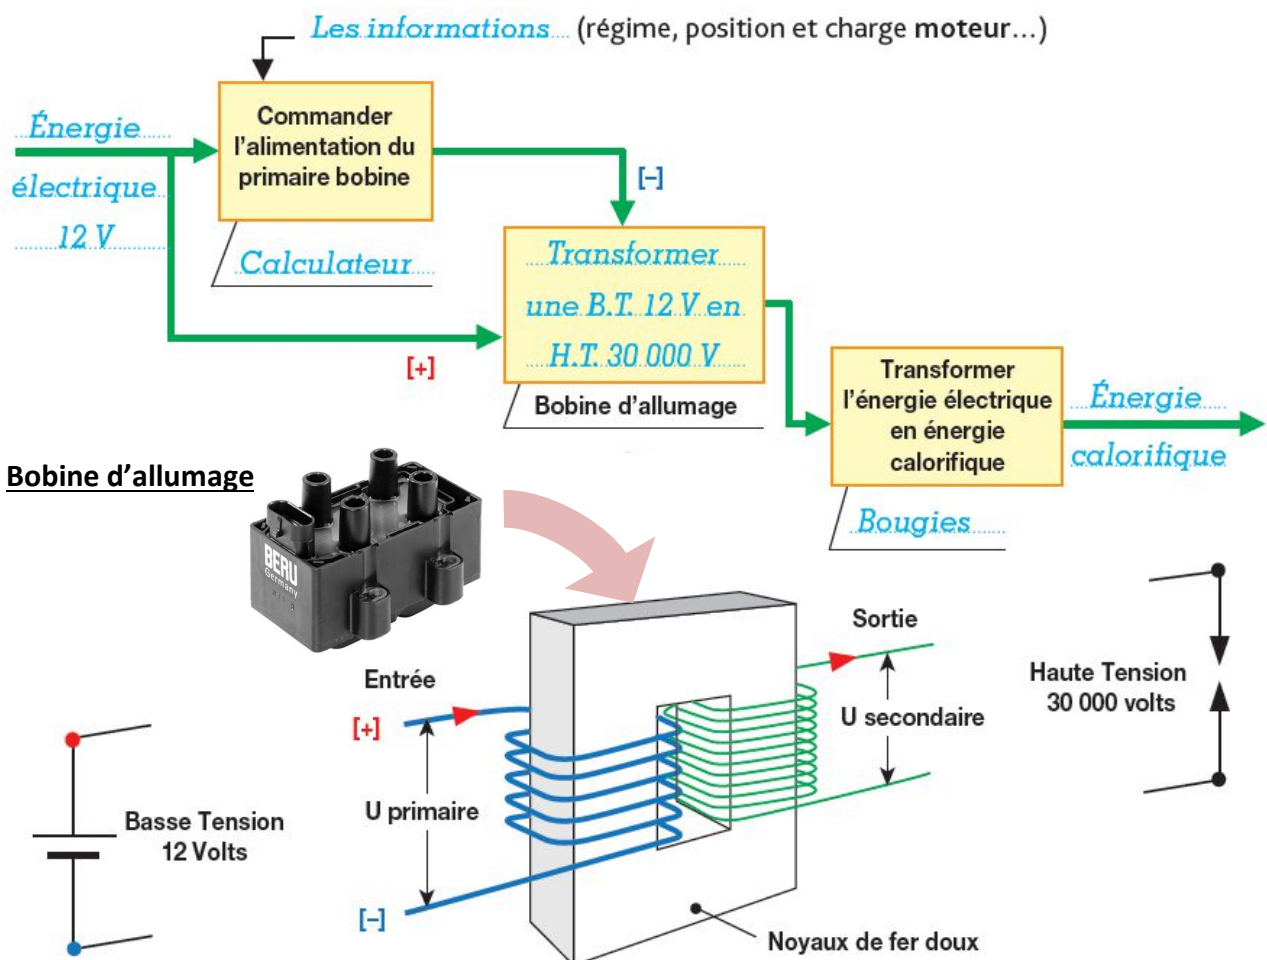 Les informations (régime, position et charge moteur...)
Énergie
électrique
12 V
Commander
l'alimentation du
primaire bobine
Calculateur
[–]
[+]
Transformer
une B.T. 12 V en
H.T. 30 000 V
Bobine d'allumage
Transformer
l'énergie électrique
en énergie
calorifique
Bougies
Énergie
calorifique
Bobine d'allumage
BERU
Germany
Entrée
[+]
U primaire
[–]
Sortie
U secondaire
Haute Tension
30 000 volts
Basse Tension
12 Volts
Noyaux de fer doux